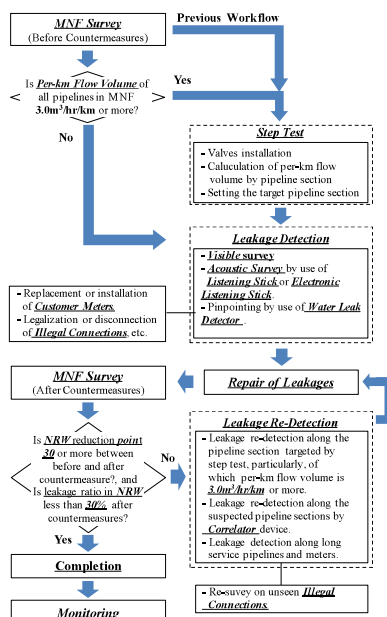 MNF Survey
(Before Countermeasures)
Previous Workflow
Is Per-km Flow Volume of
all pipelines in MNF
3.0m³/hr/km or more?
Yes
No
Step Test
- Valves installation
- Caluculation of per-km flow
volume by pipeline section
- Setting the target pipeline section
Leakage Detection
- Visible survey
- Acoustic Survey by use of
Listening Stick or Electronic
Listening Stick.
- Pinpointing by use of Water Leak
Detector .
- Replacement or installation
of Customer Meters.
- Legalization or disconnection
of Illegal Connections, etc.
MNF Survey
(After Countermeasures)
Repair of Leakages
Is NRW reduction point
30 or more between
before and after
countermeasure?, and
Is leakage ratio in NRW
less than 30% after
countermeasures?
No
Yes
Leakage Re-Detection
- Leakage re-detection along the
pipeline section targeted by
step test, particularly, of
which per-km flow volume is
3.0m³/hr/km or more.
- Leakage re-detection along the
suspected pipeline sections by
Correlator device.
- Leakage detection along long
service pipelines and meters.
- Re-suvey on unseen Illegal
Connections.
Completion
Monitoring